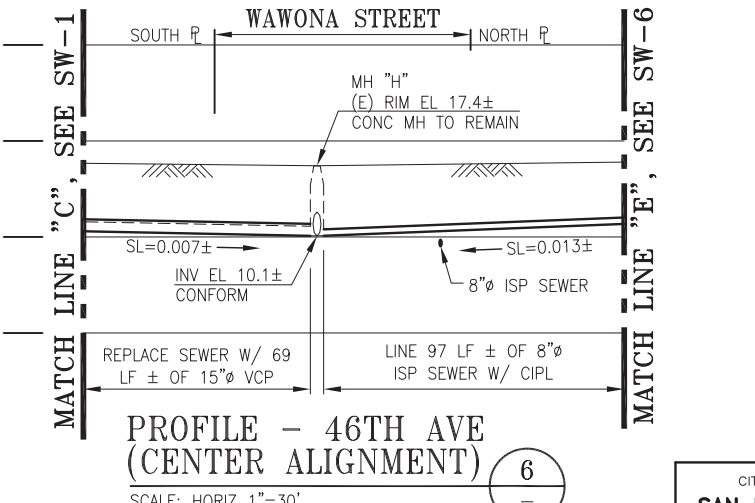 WAWONA STREET
SOUTH ℄
NORTH ℄
MATCH LINE "C", SEE SW-1
MATCH LINE "E", SEE SW-6
MH "H"
(E) RIM EL 17.4±
CONC MH TO REMAIN
SL=0.007±
SL=0.013±
INV EL 10.1±
CONFORM
8"ø ISP SEWER
REPLACE SEWER W/ 69
LF ± OF 15"ø VCP
LINE 97 LF ± OF 8"ø
ISP SEWER W/ CIPL
PROFILE - 46TH AVE
(CENTER ALIGNMENT)
6
-
SCALE: HORIZ 1"=30'